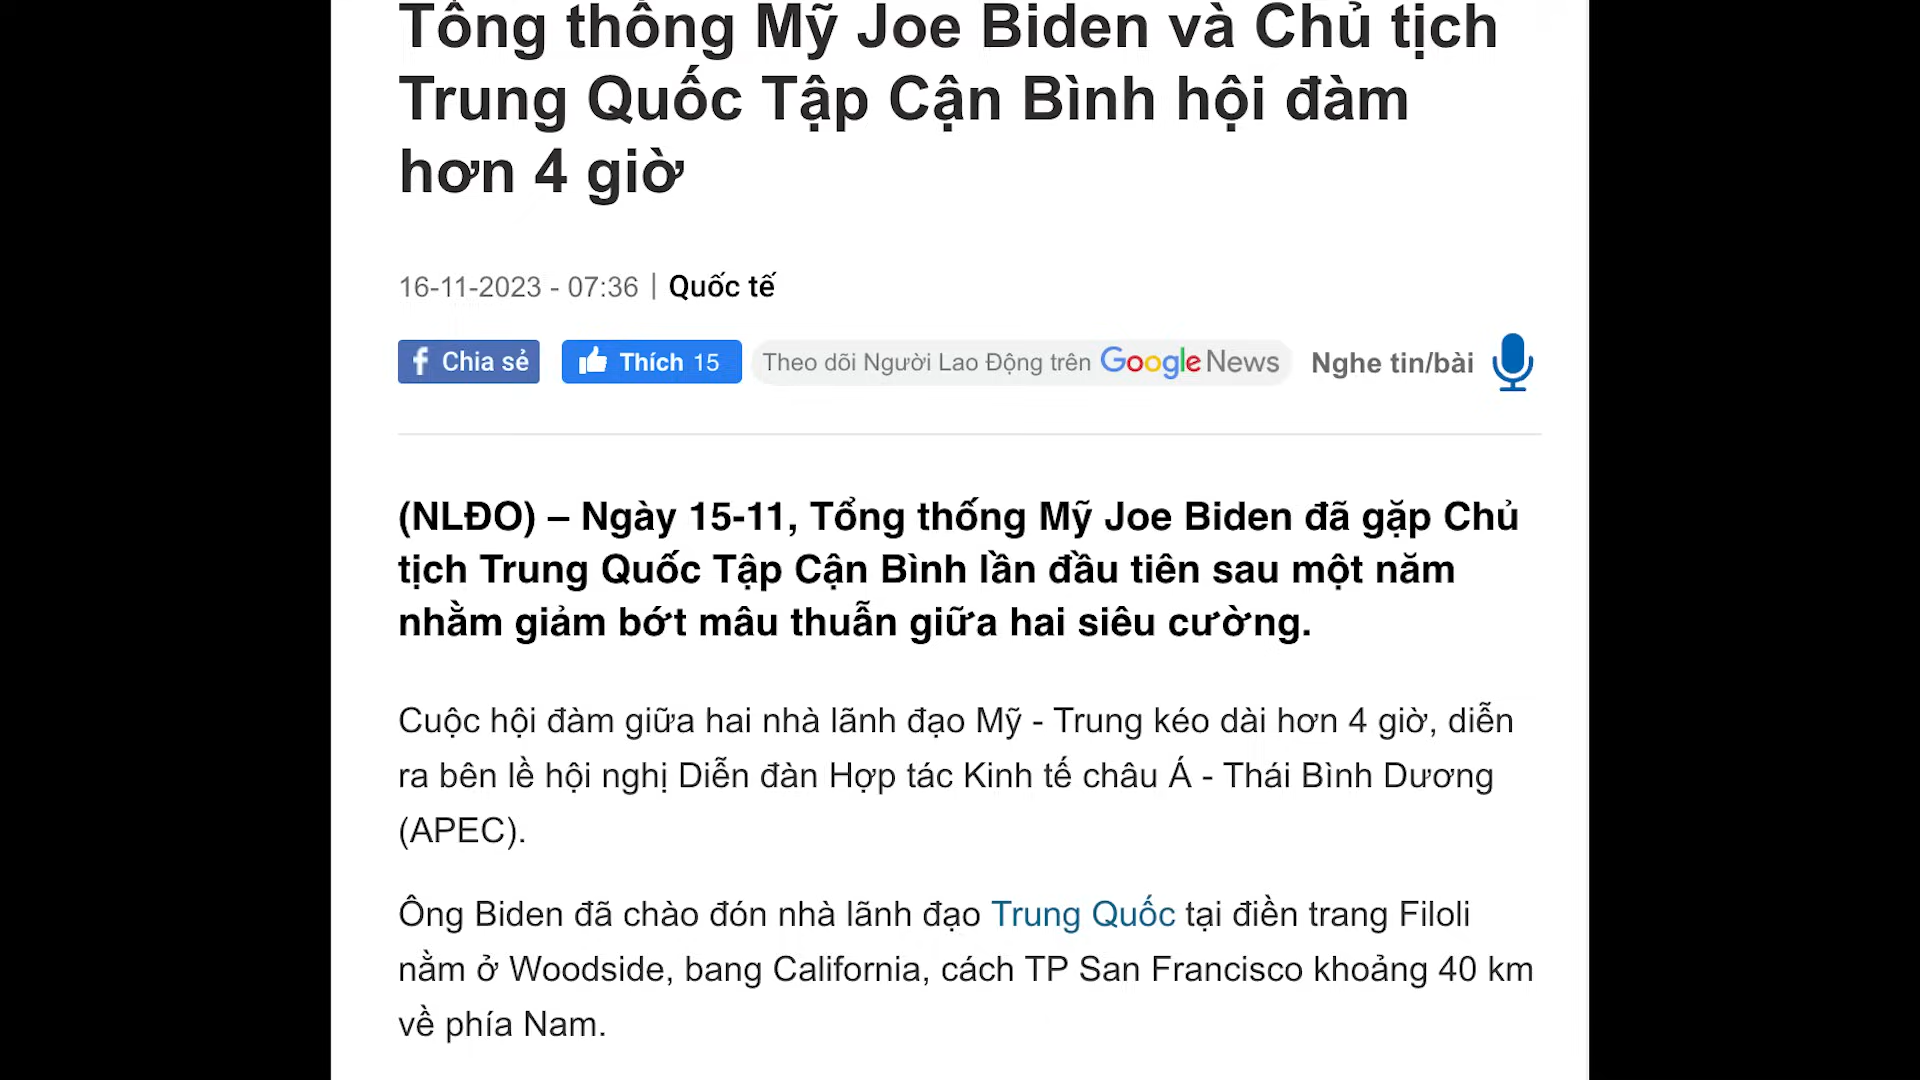 Tổng thống Mỹ Joe Biden và Chủ tịch
Trung Quốc Tập Cận Bình hội đàm
hơn 4 giờ
16-11-2023 - 07:36 | Quốc tế
Chia sẻ Thích 15 Theo dõi Người Lao Động trên Google News Nghe tin/bài
(NLĐO) – Ngày 15-11, Tổng thống Mỹ Joe Biden đã gặp Chủ
tịch Trung Quốc Tập Cận Bình lần đầu tiên sau một năm
nhằm giảm bớt mâu thuẫn giữa hai siêu cường.
Cuộc hội đàm giữa hai nhà lãnh đạo Mỹ - Trung kéo dài hơn 4 giờ, diễn
ra bên lề hội nghị Diễn đàn Hợp tác Kinh tế châu Á - Thái Bình Dương
(APEC).
Ông Biden đã chào đón nhà lãnh đạo Trung Quốc tại điền trang Filoli
nằm ở Woodside, bang California, cách TP San Francisco khoảng 40 km
về phía Nam.